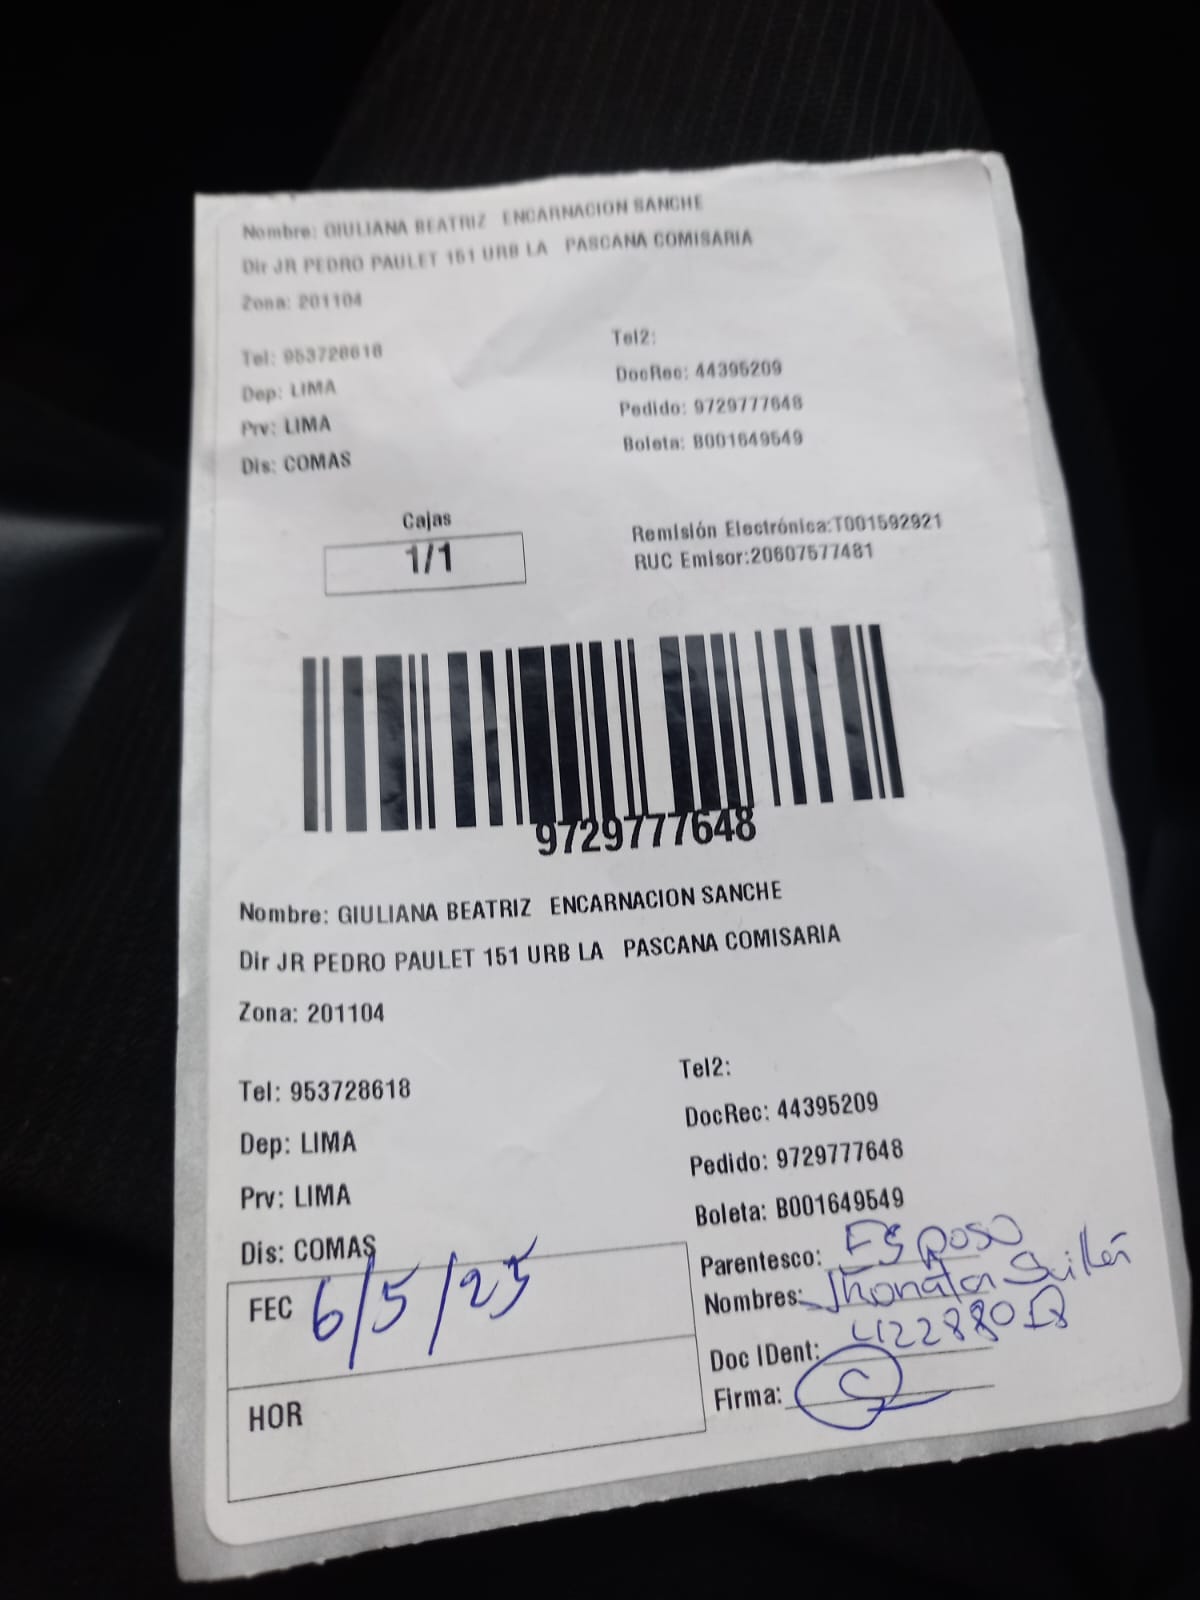 Nombre: GIULIANA BEATRIZ ENCARNACION SANCHE
Dir JR PEDRO PAULET 151 URB LA PASCANA COMISARIA
Zona: 201104
Tel: 953728618
Tel2:
Dep: LIMA
DocRec: 44395209
Prv: LIMA
Pedido: 9729777648
Dis: COMAS
Boleta: B001649549
Cajas
1/1
Remisión Electrónica:T001592921
RUC Emisor:20607577481
9729777648
Nombre: GIULIANA BEATRIZ ENCARNACION SANCHE
Dir JR PEDRO PAULET 151 URB LA PASCANA COMISARIA
Zona: 201104
Tel: 953728618
Tel2:
Dep: LIMA
DocRec: 44395209
Prv: LIMA
Pedido: 9729777648
Dis: COMAS
Boleta: B001649549
FEC 6/5/25
HOR
Parentesco: Esposo
Nombres: Jhonatan
Doc IDent:
Firma: